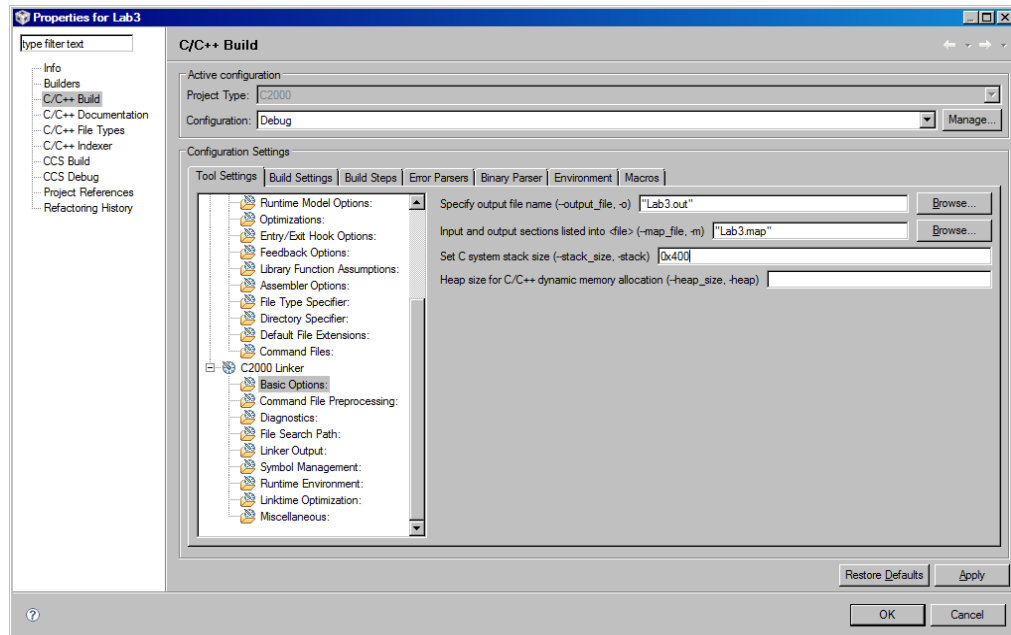 Properties for Lab3
type filter text
Info
Builders
C/C++ Build
C/C++ Documentation
C/C++ File Types
C/C++ Indexer
CCS Build
CCS Debug
Project References
Refactoring History
C/C++ Build
Active configuration
Project Type: C2000
Configuration: Debug Manage...
Configuration Settings
Tool Settings Build Settings Build Steps Error Parsers Binary Parser Environment Macros
Runtime Model Options:
Optimizations:
Entry/Exit Hook Options:
Feedback Options:
Library Function Assumptions:
Assembler Options:
File Type Specifier:
Directory Specifier:
Default File Extensions:
Command Files:
C2000 Linker
Basic Options:
Command File Preprocessing:
Diagnostics:
File Search Path:
Linker Output:
Symbol Management:
Runtime Environment:
Linktime Optimization:
Miscellaneous:
Specify output file name (--output_file, -o) "Lab3.out" Browse...
Input and output sections listed into <file> (--map_file, -m) "Lab3.map" Browse...
Set C system stack size (--stack_size, -stack) 0x400
Heap size for C/C++ dynamic memory allocation (--heap_size, -heap)
Restore Defaults Apply
? OK Cancel